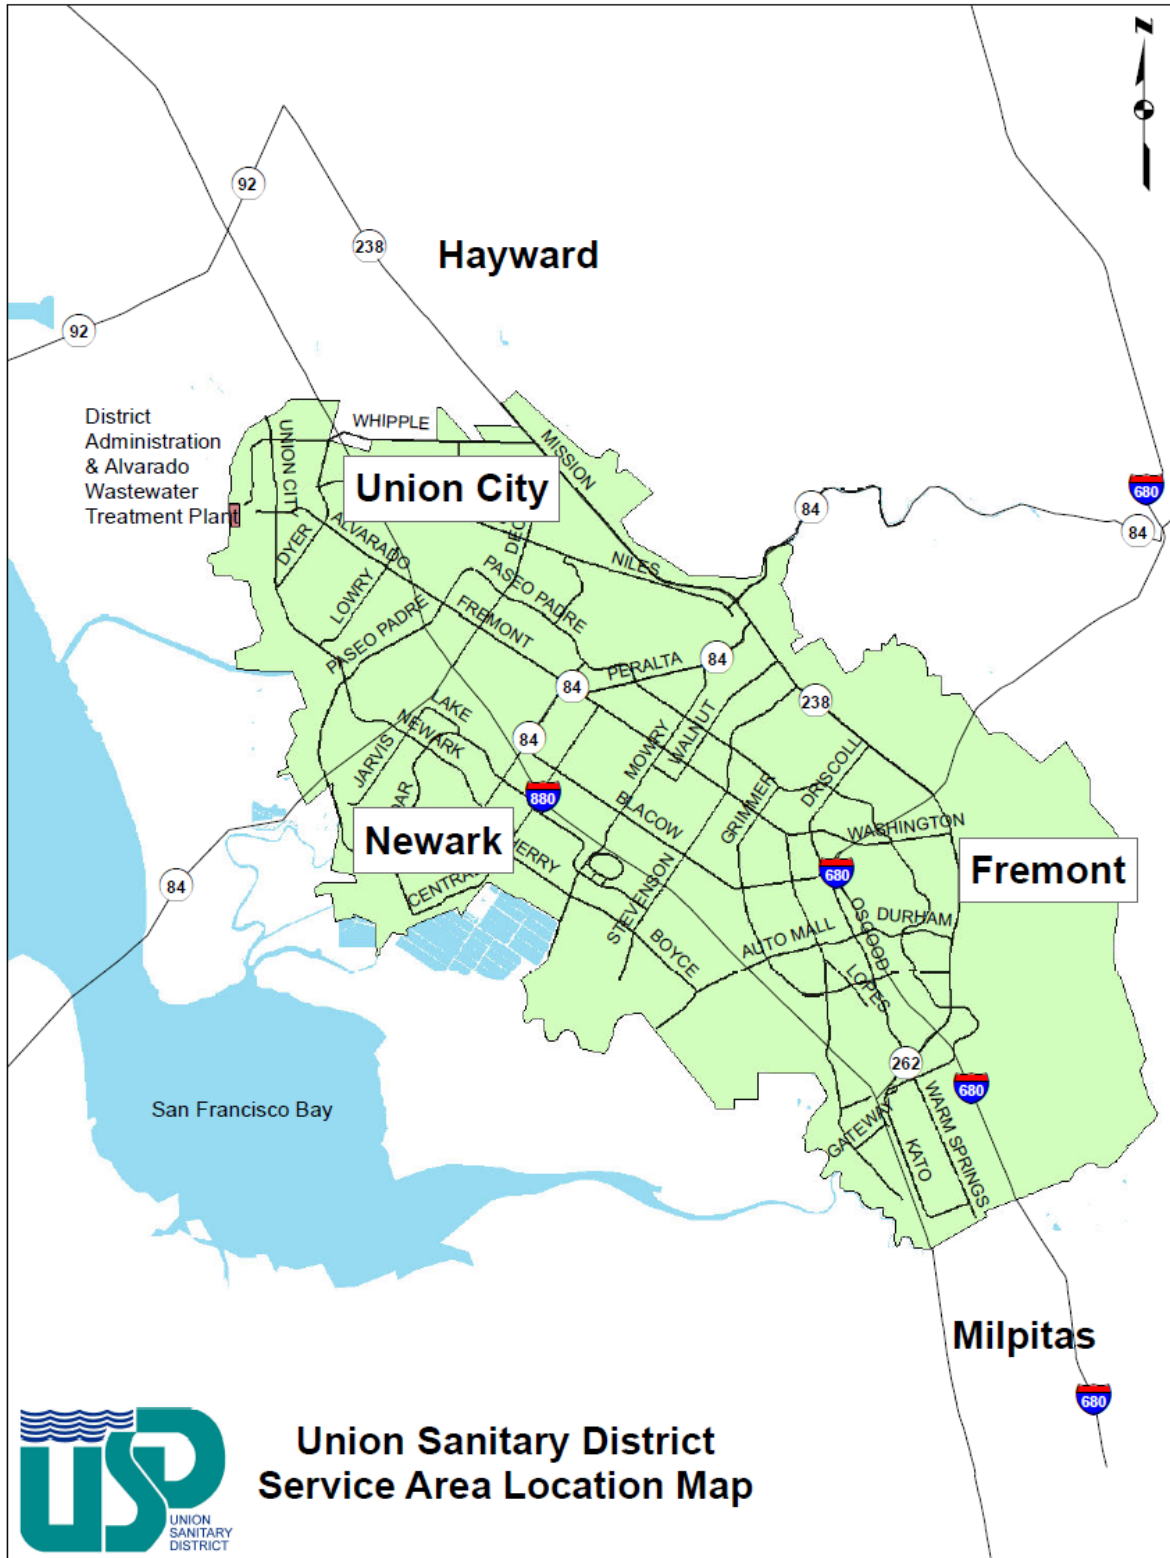 N
92
238
Hayward
92
680
84
84
District
Administration
& Alvarado
Wastewater
Treatment Plant
WHIPPLE
UNION CITY
MISSION
Union City
ALVARADO
DYER
NILES
LOWRY
PASEO PADRE
PASEO PADRE
FREMONT
PERALTA
84
84
238
LAKE
NEWARK
84
JARVIS
MOWRY
WALNUT
880
BLACOW
GRIMMER
DRISCOLL
WASHINGTON
Newark
Fremont
680
84
CENTRAL
STEVENSON
BOYCE
AUTO MALL
OSGOOD
DURHAM
LOPES
262
680
San Francisco Bay
GATEWAY
KATO
WARM SPRINGS
Milpitas
680
USD
UNION
SANITARY
DISTRICT
Union Sanitary District
Service Area Location Map